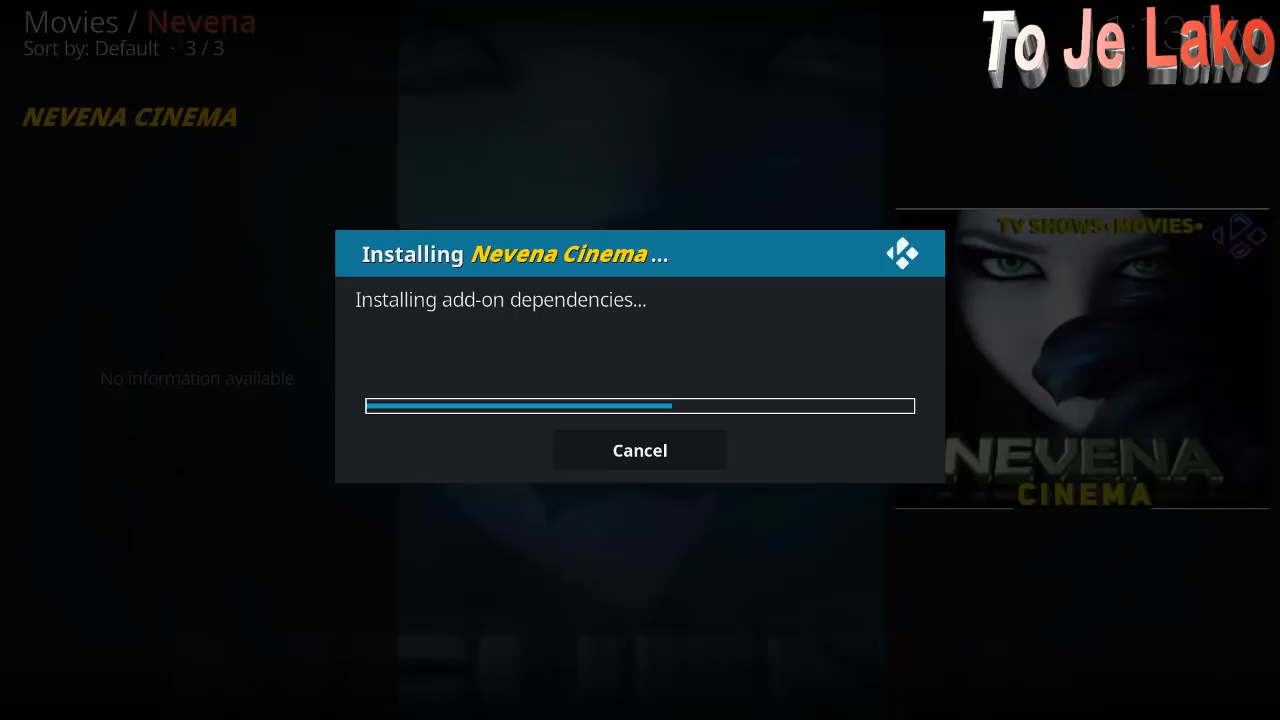 Movies / Nevena
Sort by: Default · 3 / 3
To Je Lako
NEVENA CINEMA
TV SHOWS• MOVIES•
Installing Nevena Cinema ...
Installing add-on dependencies...
No information available
Cancel
NEVENA
CINEMA